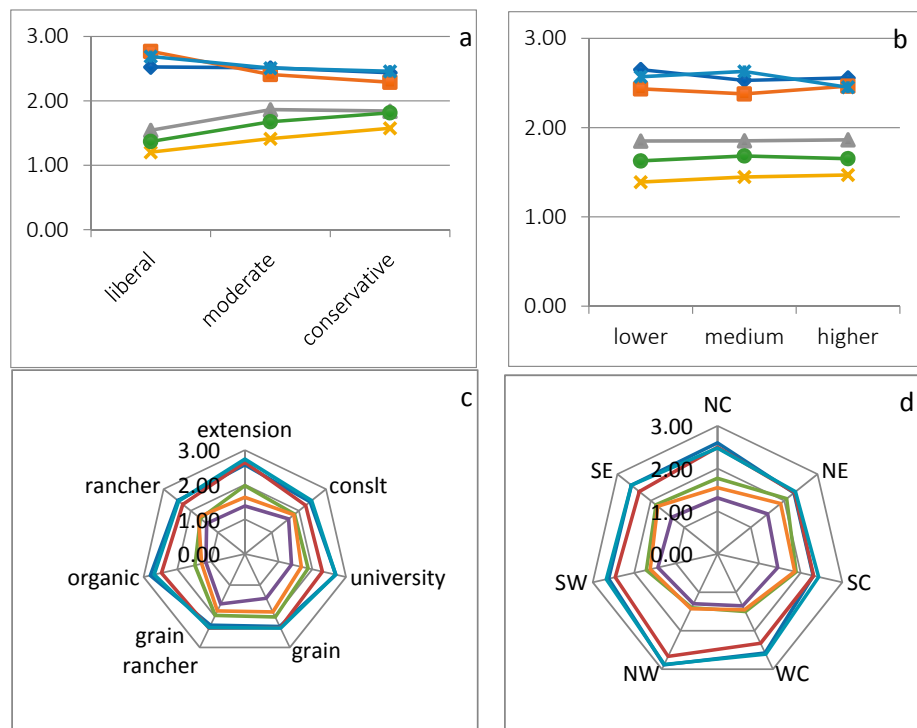 a
3.00
2.00
1.00
0.00
liberal
moderate
conservative
b
3.00
2.00
1.00
0.00
lower medium higher
c
extension
3.00
2.00
1.00
0.00
conslt
university
grain
grain
rancher
organic
rancher
d
NC
3.00
2.00
1.00
0.00
NE
SC
WC
NW
SW
SE